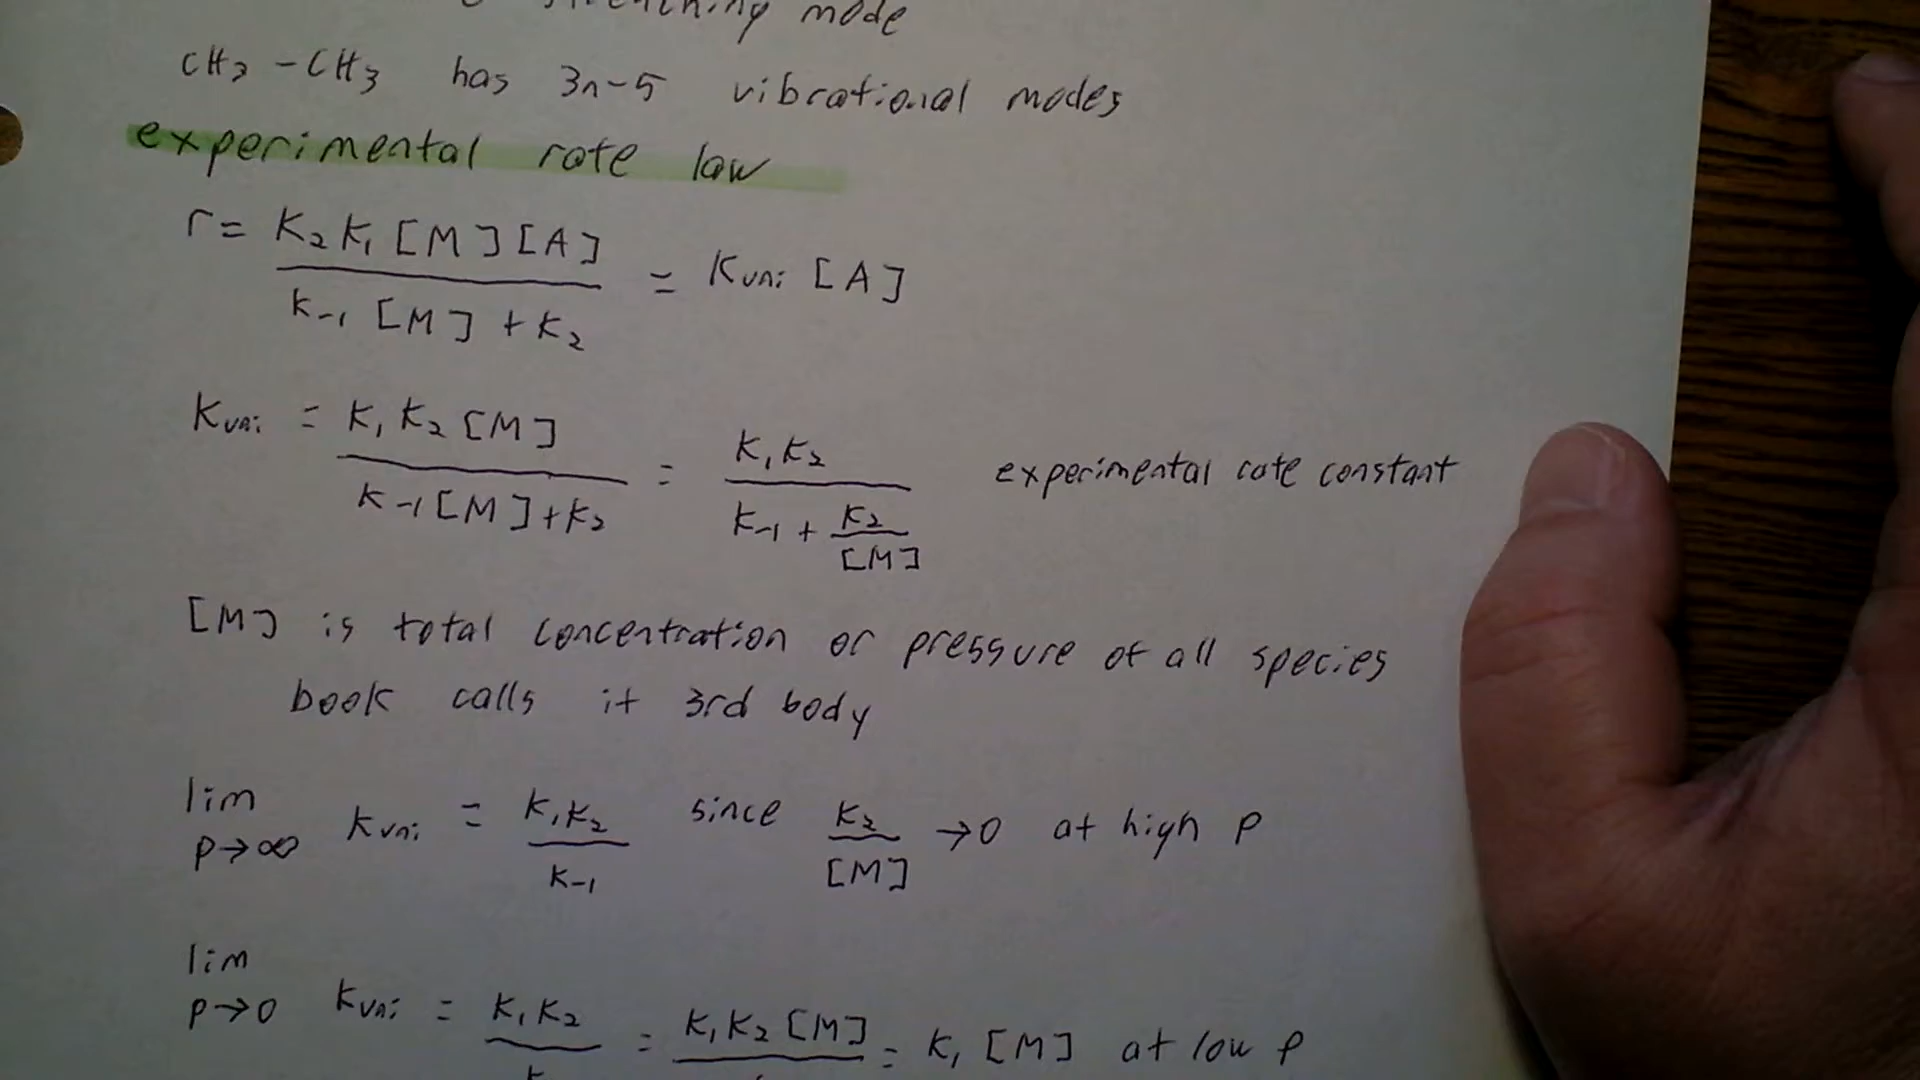 stretching mode
CH3 - CH3 has 3n-5 vibrational modes
experimental rate law
r = K2 K1 [M][A] / K-1 [M] + K2 = Kuni [A]
Kuni = K1 K2 [M] / K-1 [M] + K2 = K1 K2 / K-1 + K2/[M] experimental rate constant
[M] is total concentration or pressure of all species
book calls it 3rd body
lim P→∞ Kuni = K1 K2 / K-1 since K2/[M] →0 at high P
lim P→0 Kuni = K1 K2 / = K1 K2 [M] / = K1 [M] at low P